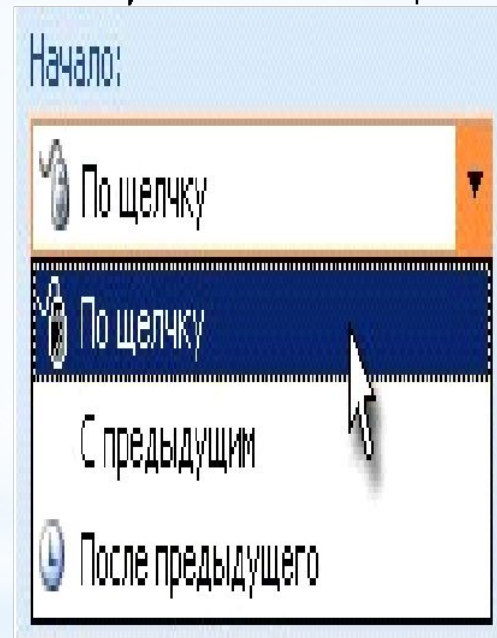 Начало:
По щелчку
По щелчку
С предыдущим
После предыдущего